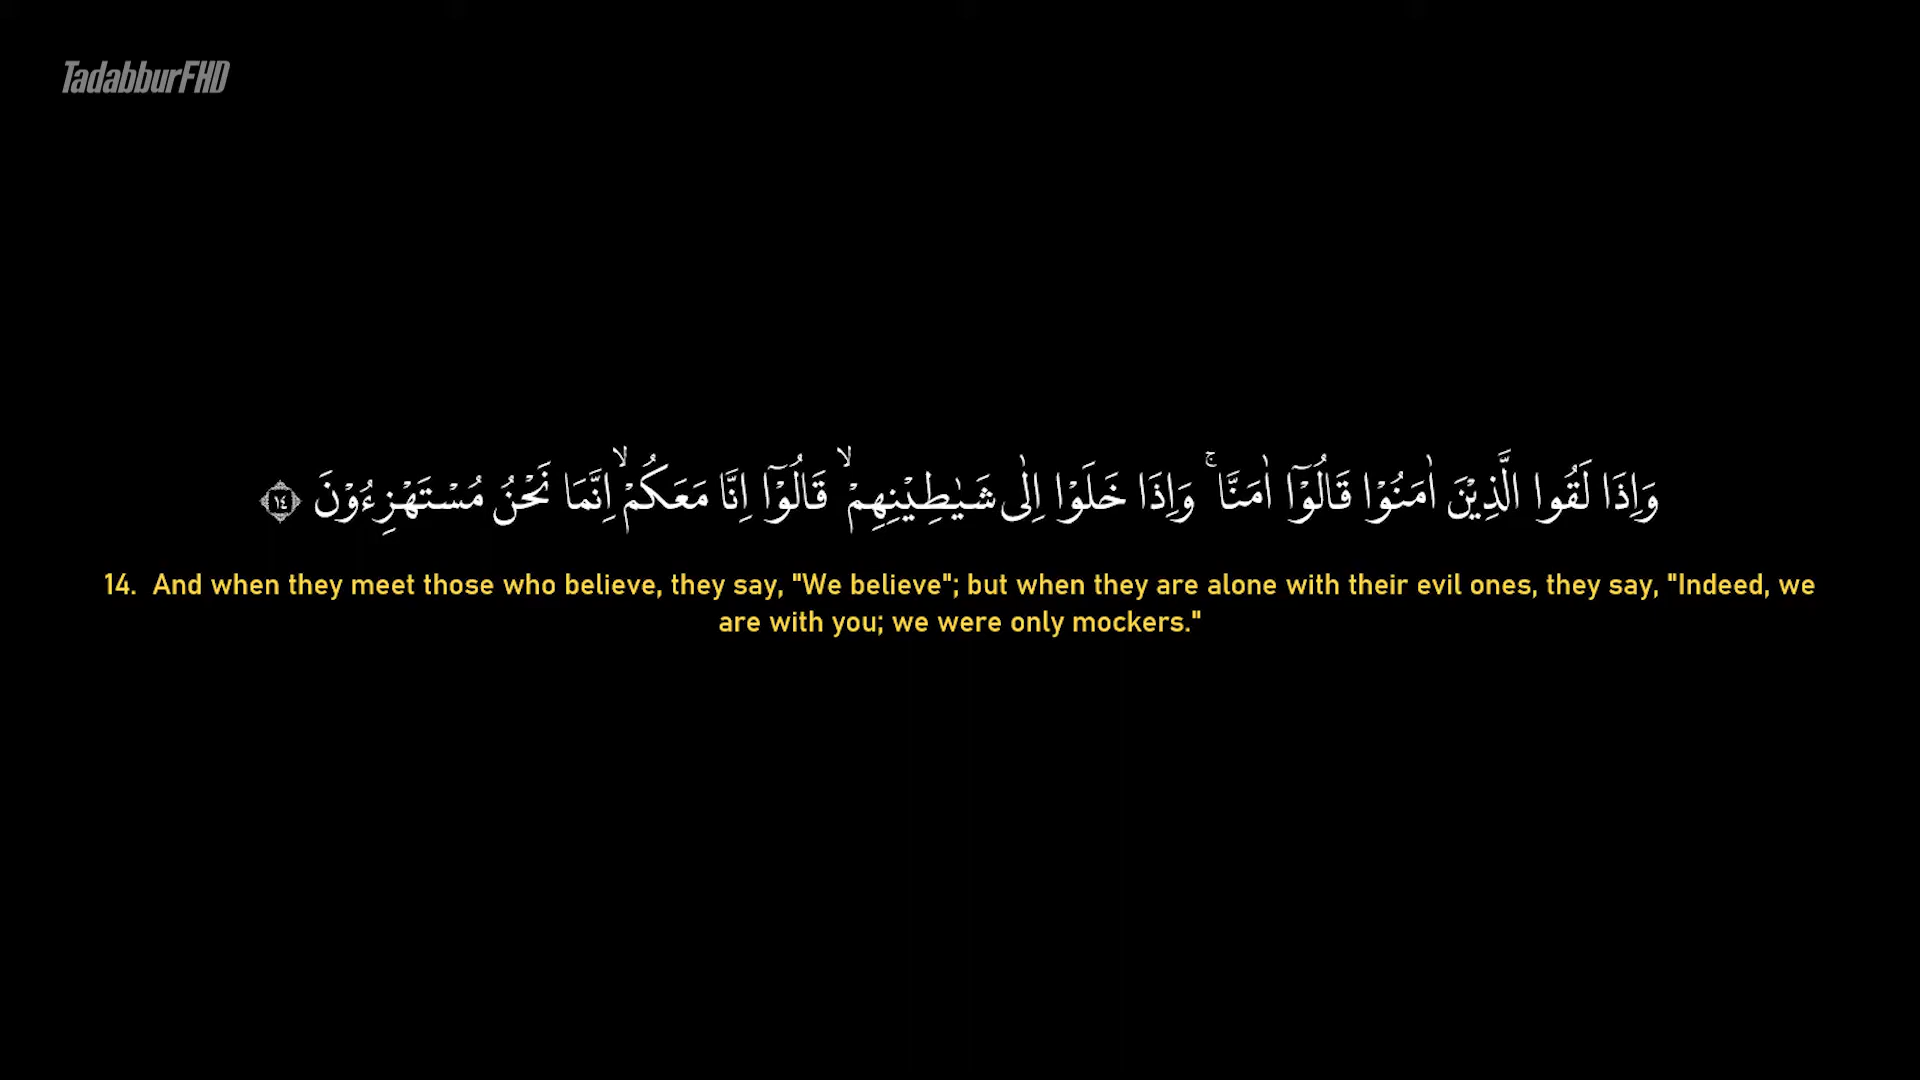 TadabburFHD
وَاِذَا لَقُوا الَّذِيْنَ اٰمَنُوْا قَالُوْٓا اٰمَنَّا ۚ وَاِذَا خَلَوْا اِلٰى شَيٰطِيْنِهِمْ ۙ قَالُوْٓا اِنَّا مَعَكُمْ ۙ اِنَّمَا نَحْنُ مُسْتَهْزِءُوْنَ ١٤
14. And when they meet those who believe, they say, "We believe"; but when they are alone with their evil ones, they say, "Indeed, we
are with you; we were only mockers."